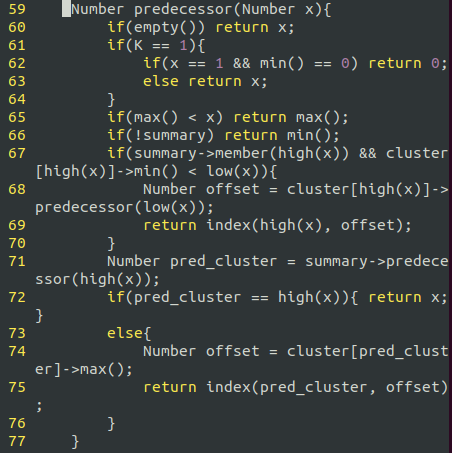 59 Number predecessor(Number x){
60 if(empty()) return x;
61 if(K == 1){
62 if(x == 1 && min() == 0) return 0;
63 else return x;
64 }
65 if(max() < x) return max();
66 if(!summary) return min();
67 if(summary->member(high(x)) && cluster
[high(x)]->min() < low(x)){
68 Number offset = cluster[high(x)]->
predecessor(low(x));
69 return index(high(x), offset);
70 }
71 Number pred_cluster = summary->predece
ssor(high(x));
72 if(pred_cluster == high(x)){ return x;
}
73 else{
74 Number offset = cluster[pred_clust
er]->max();
75 return index(pred_cluster, offset)
;
76 }
77 }